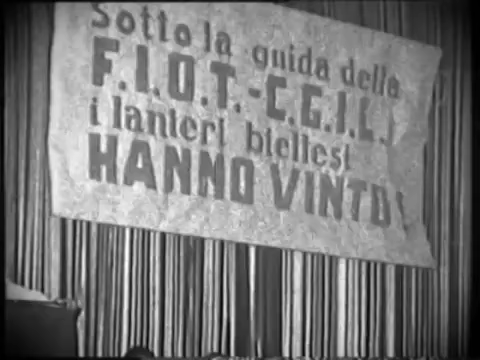 Sotto la guida della
F.I.O.T.-C.G.I.L.
i lanieri biellesi
HANNO VINTO!